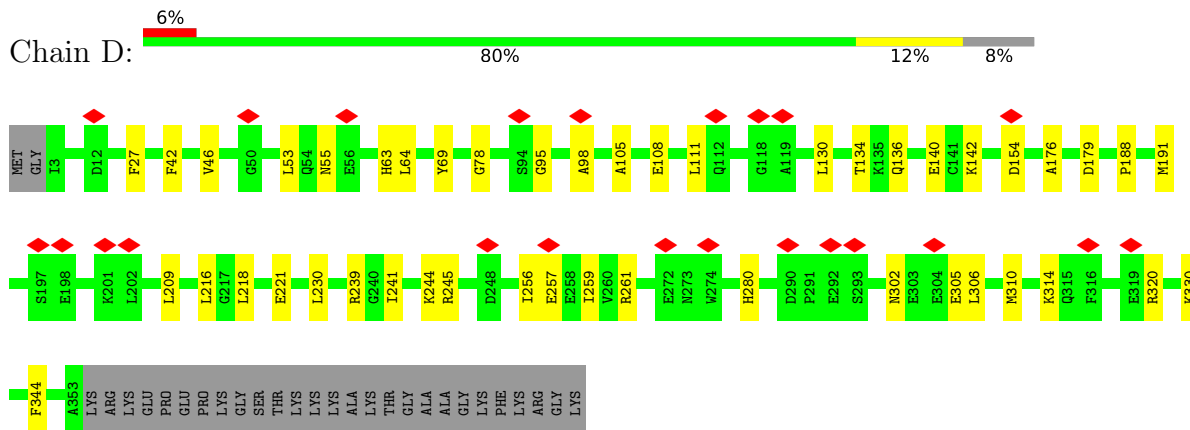 6%
Chain D:
80% 12% 8%
MET GLY I3 D12 F27 F42 V46 G50 L53 Q54 N55 E56 H63 L64 Y69 G78 S94 G95 A98 A105 E108 L111 Q112 G118 A119 L130 T134 K135 Q136 E140 C141 K142 D154 A176 D179 P188 M191
S197 E198 K201 L202 L209 L216 G217 L218 E221 L230 R239 G240 I241 K244 R245 D248 I256 E257 E258 I259 V260 R261 E272 N273 W274 H280 D290 P291 E292 S293 N302 E303 E304 E305 L306 M310 K314 Q315 F316 E319 R320 K330
F344 A353 LYS ARG LYS GLU PRO GLU PRO LYS GLY SER THR LYS LYS LYS ALA LYS THR GLY ALA ALA GLY LYS PHE LYS ARG GLY LYS